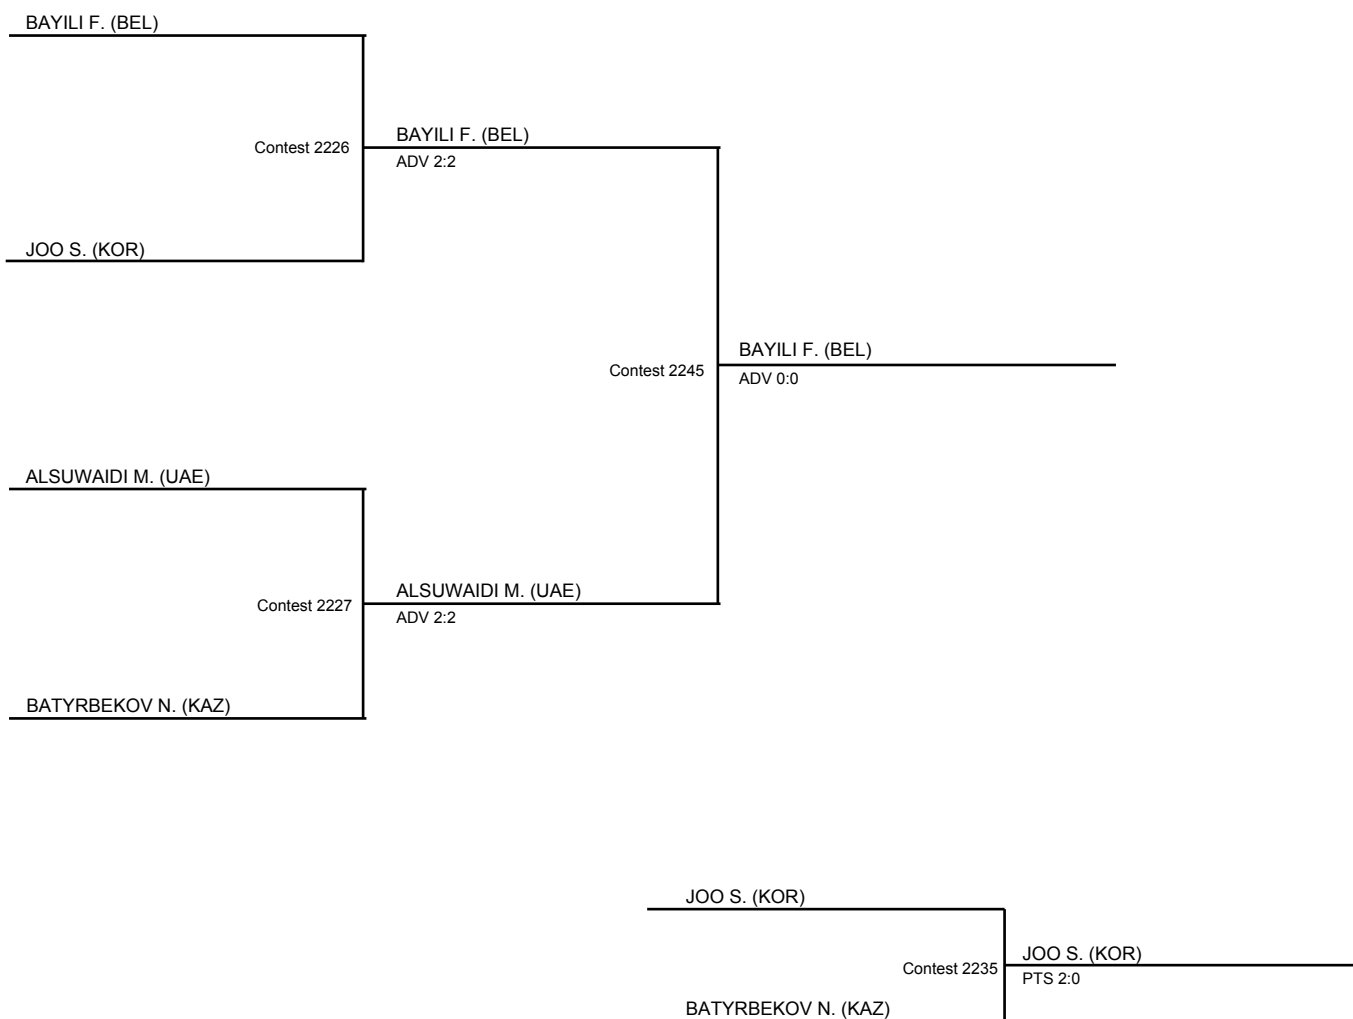 BAYILI F. (BEL)
Contest 2226
BAYILI F. (BEL)
ADV 2:2
JOO S. (KOR)
Contest 2245
BAYILI F. (BEL)
ADV 0:0
ALSUWAIDI M. (UAE)
Contest 2227
ALSUWAIDI M. (UAE)
ADV 2:2
BATYRBEKOV N. (KAZ)
JOO S. (KOR)
Contest 2235
JOO S. (KOR)
PTS 2:0
BATYRBEKOV N. (KAZ)